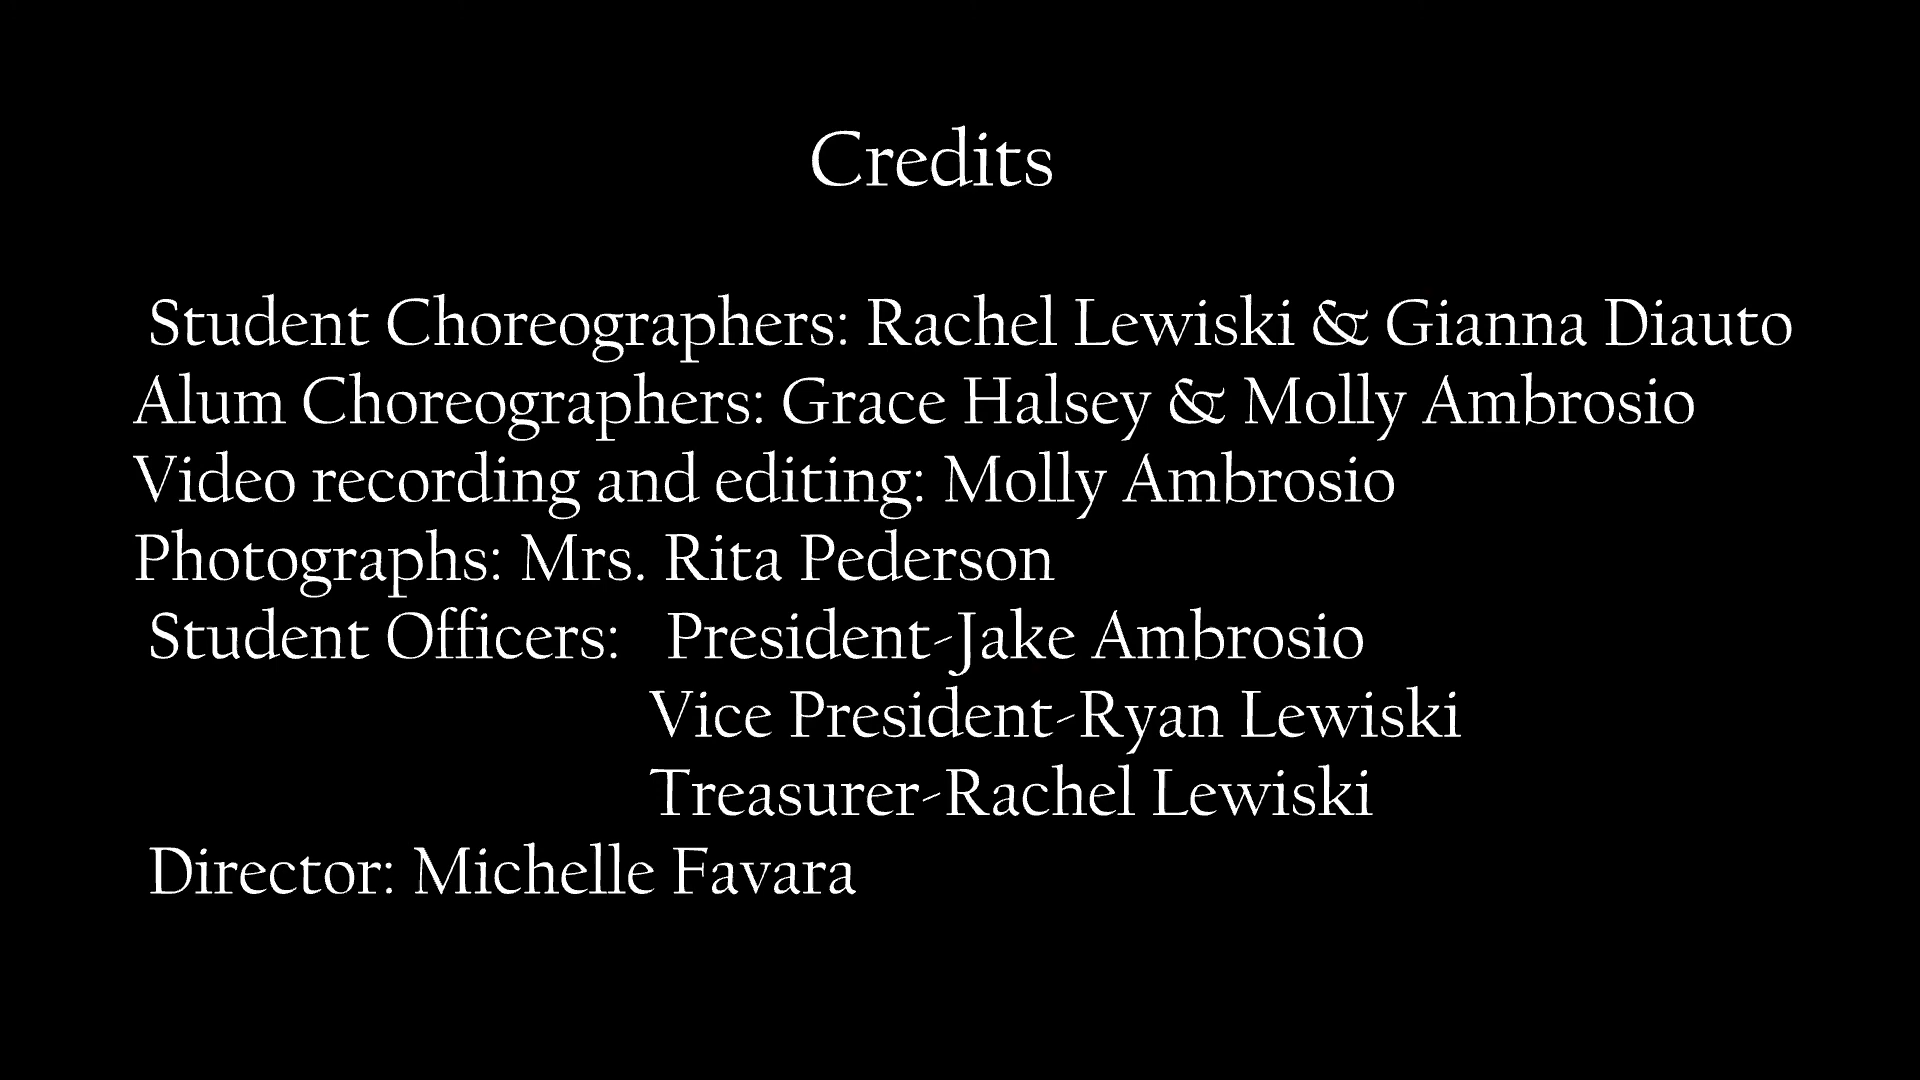 Credits
Student Choreographers: Rachel Lewiski & Gianna Diauto
Alum Choreographers: Grace Halsey & Molly Ambrosio
Video recording and editing: Molly Ambrosio
Photographs: Mrs. Rita Pederson
Student Officers: President-Jake Ambrosio
Vice President-Ryan Lewiski
Treasurer-Rachel Lewiski
Director: Michelle Favara